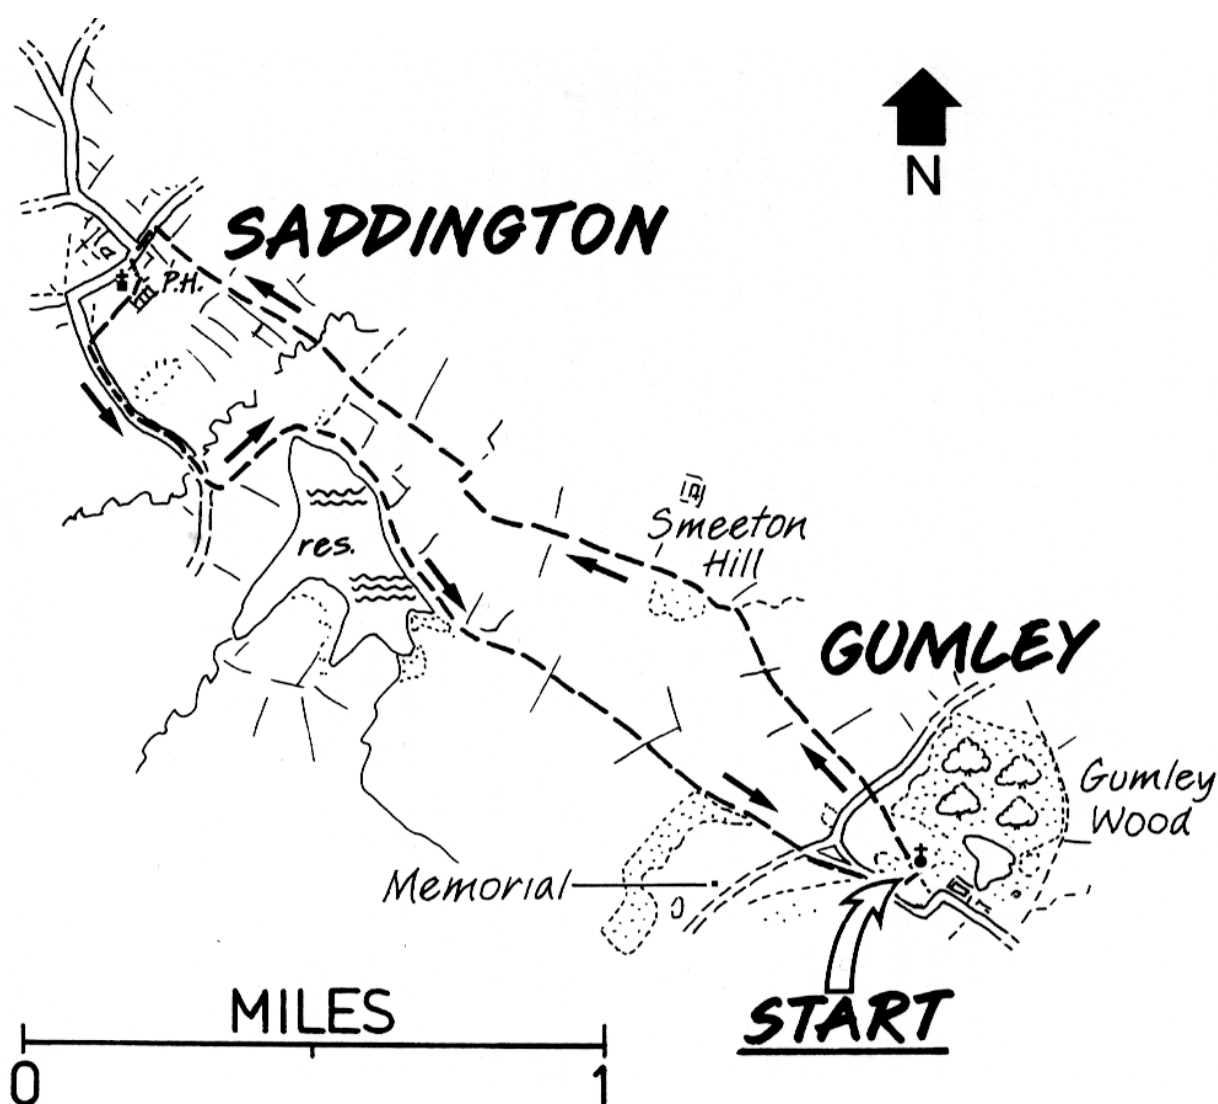 N
SADDINGTON
P.H.
Smeeton
Hill
res.
GUMLEY
Gumley
Wood
Memorial
START
MILES
0 1